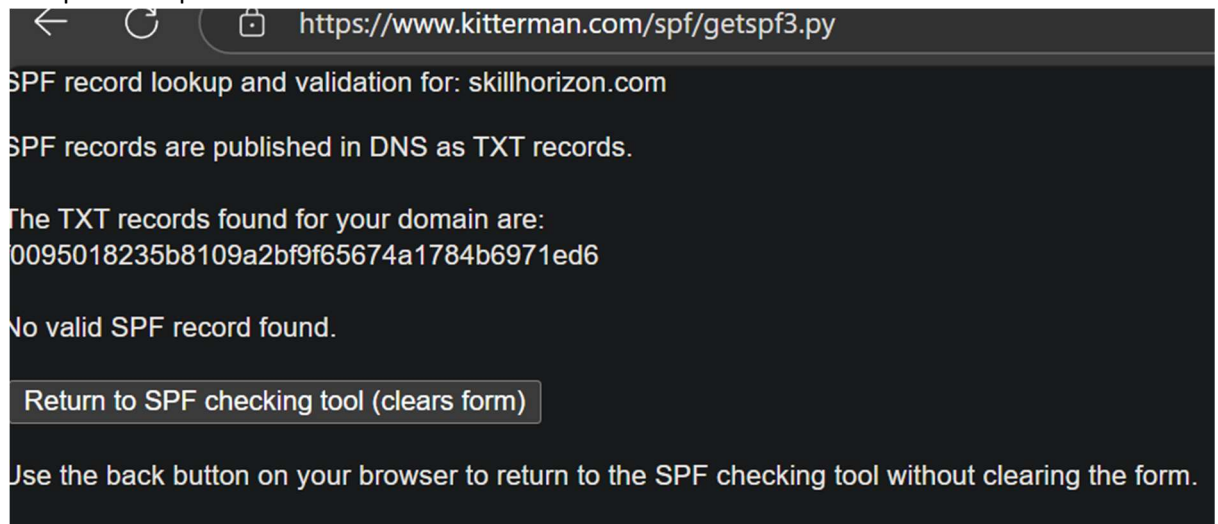 https://www.kitterman.com/spf/getspf3.py
SPF record lookup and validation for: skillhorizon.com
SPF records are published in DNS as TXT records.
The TXT records found for your domain are:
f0095018235b8109a2bf9f65674a1784b6971ed6
No valid SPF record found.
Return to SPF checking tool (clears form)
Use the back button on your browser to return to the SPF checking tool without clearing the form.